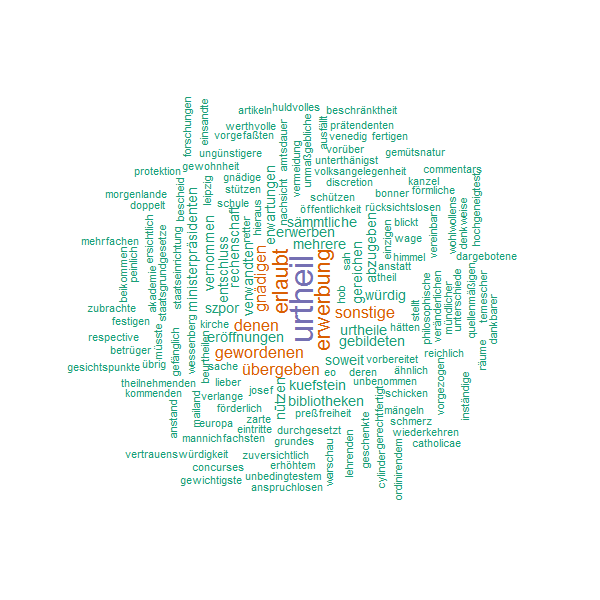 artikeln
huldvolles
beschränktheit
forschungen
einsandte
werthvolle
vorgefaßten
amtsdauer
unmaßgebliche
ausfällt
prätendenten
venedig
fertigen
vorüber
gemütsnatur
ungünstigere
vermeidung
unterthänigst
protektion
gewohnheit
volksangelegenheit
commentars
gnädige
discretion
bonner
kanzel
förmliche
hochgeneigtest
morgenlande
bescheid
leipzig
stützen
erwartungen
nachsicht
schützen
rücksichtslosen
wohlwollens
denkweise
doppelt
schule
hieraus
öffentlichkeit
blickt
vereinbar
ministerpräsidenten
rechenschaft
retter
sämmtliche
abzugeben
einzigen
wage
dargebotene
mehrfachen
ersichtlich
staatsgrundgesetze
vernommen
erwerben
mehrere
himmel
beikommen
peinlich
akademie
staatseinrichtung
entschluss
verwandten
gnädigen
erlaubt
urtheil
erwerbung
sah
gereichen
anstatt
theil
philosophische
veränderlichen
mündlicher
unterschiede
quellenmäßigen
temescher
dankbarer
zubrachte
szpor
hob
würdig
stellt
festigen
kirche
denen
sonstige
respective
müsste
wessenberg
eröffnungen
urtheile
hätten
gebildeten
betrüger
gefänglich
beurtheilen
gewordenen
soweit
vorbereitet
reichlich
räume
gesichtspunkte
übrig
sache
übergeben
eo
deren
ähnlich
theilnehmenden
lieber
josef
kuefstein
unbenommen
vorgezogen
kommenden
verlange
nützen
bibliotheken
schicken
inständige
anstand
mailand
förderlich
zarte
preßfreiheit
geschenkte
gerechtfertigt
mängeln
europa
eintritte
schmerz
mannichfachsten
grundes
durchgesetzt
wiederkehren
catholicae
vertrauenswürdigkeit
zuversichtlich
warschau
lehrenden
cylinder
ordinirendem
concurses
erhöhtem
gewichtigste
unbedingtestem
anspruchlosen